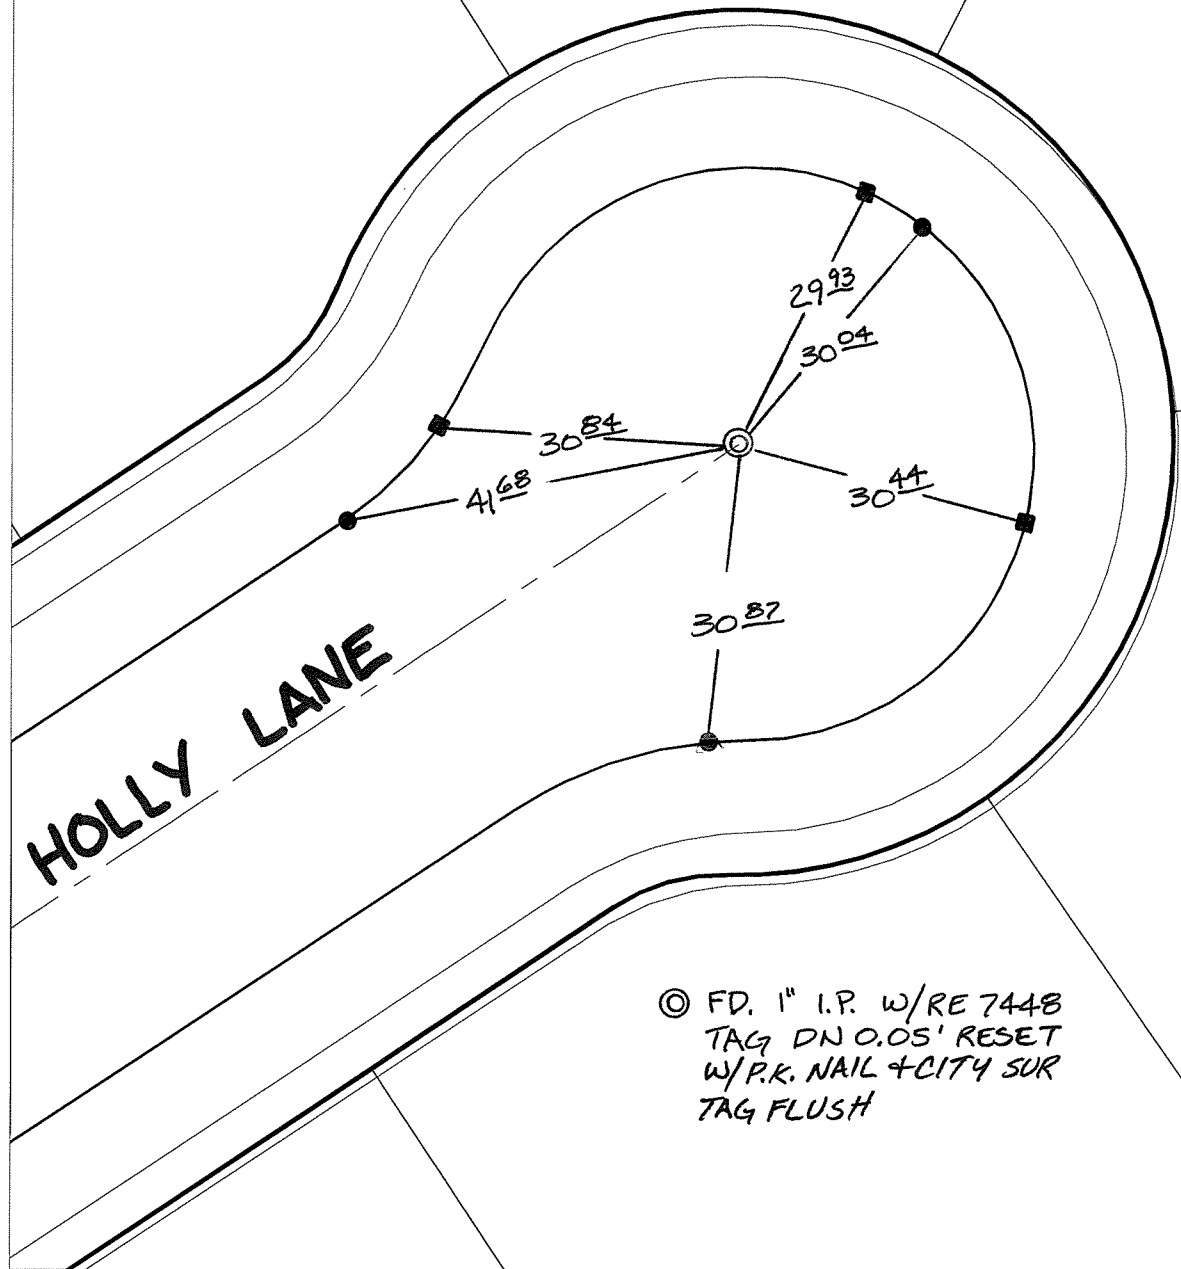 29 93
30 04
30 84
41 68
30 44
30 87
HOLLY LANE
FD. 1" I.P. W/RE 7448
TAG DN 0.05' RESET
W/P.K. NAIL + CITY SUR
TAG FLUSH